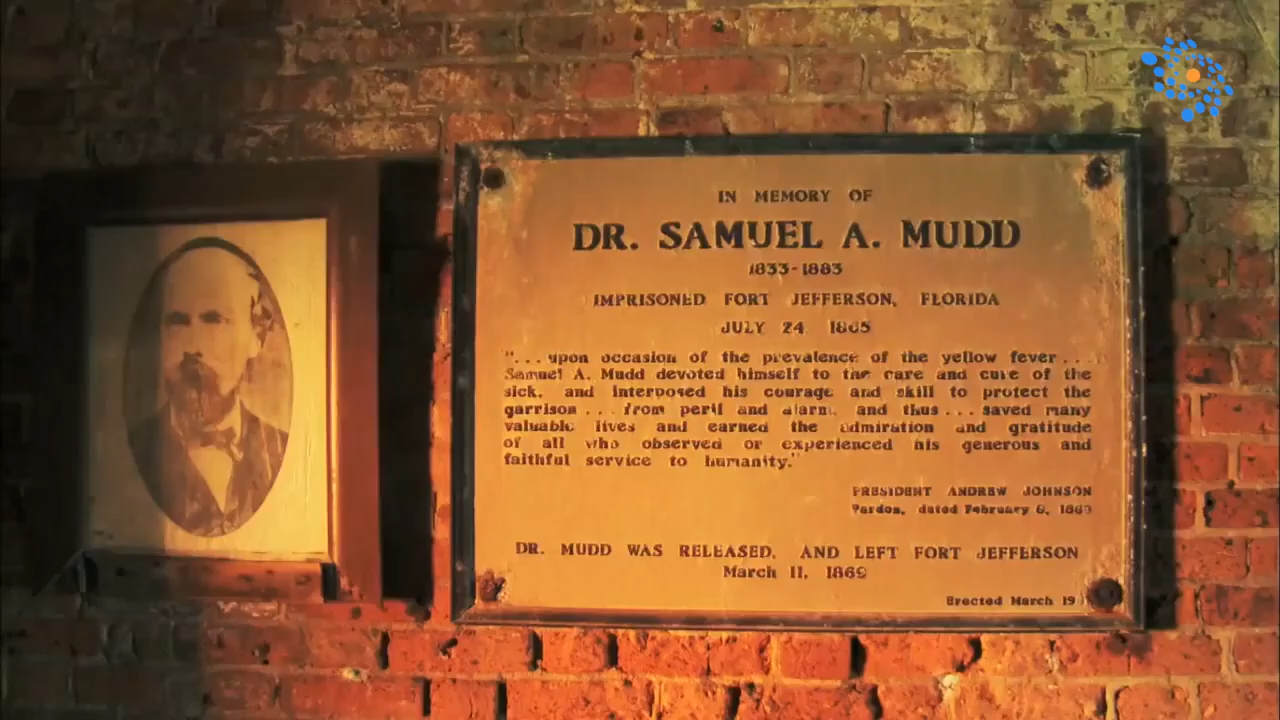 IN MEMORY OF
DR. SAMUEL A. MUDD
1833-1883
IMPRISONED FORT JEFFERSON, FLORIDA
JULY 24 1865
"... upon occasion of the prevalence of the yellow fever ...
Samuel A. Mudd devoted himself to the care and cure of the
sick, and interposed his courage and skill to protect the
garrison ... from peril and alarm, and thus ... saved many
valuable lives and earned the admiration and gratitude
of all who observed or experienced his generous and
faithful service to humanity."
PRESIDENT ANDREW JOHNSON
Pardon, dated February 8, 1869
DR. MUDD WAS RELEASED, AND LEFT FORT JEFFERSON
March 11, 1869
Erected March